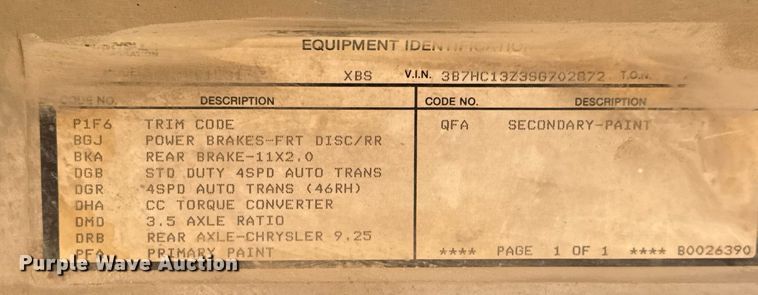 EQUIPMENT IDENTIFICATION
XBS V.I.N. 3B7HC13Z3SG702872 T.O.N.
CODE NO. DESCRIPTION CODE NO. DESCRIPTION
P1F6 TRIM CODE QFA SECONDARY-PAINT
BGJ POWER BRAKES-FRT DISC/RR
BKA REAR BRAKE-11X2.0
DGB STD DUTY 4SPD AUTO TRANS
DGR 4SPD AUTO TRANS (46RH)
DHA CC TORQUE CONVERTER
DMD 3.5 AXLE RATIO
DRB REAR AXLE-CHRYSLER 9.25
PFA PRIMARY PAINT **** PAGE 1 OF 1 **** B0026390
Purple Wave Auction